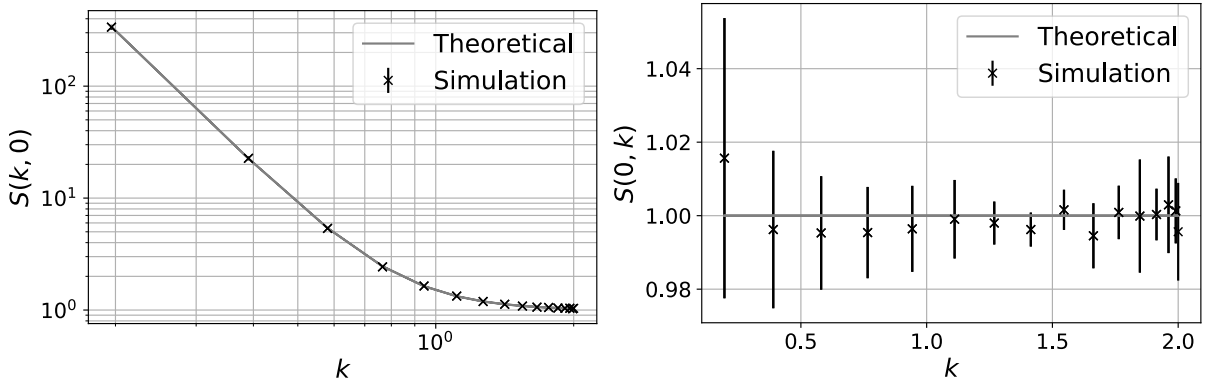 S(k, 0)
10²
10¹
10⁰
Theoretical
Simulation
10⁰
k
S(0, k)
1.04
1.02
1.00
0.98
Theoretical
Simulation
0.5
1.0
1.5
2.0
k